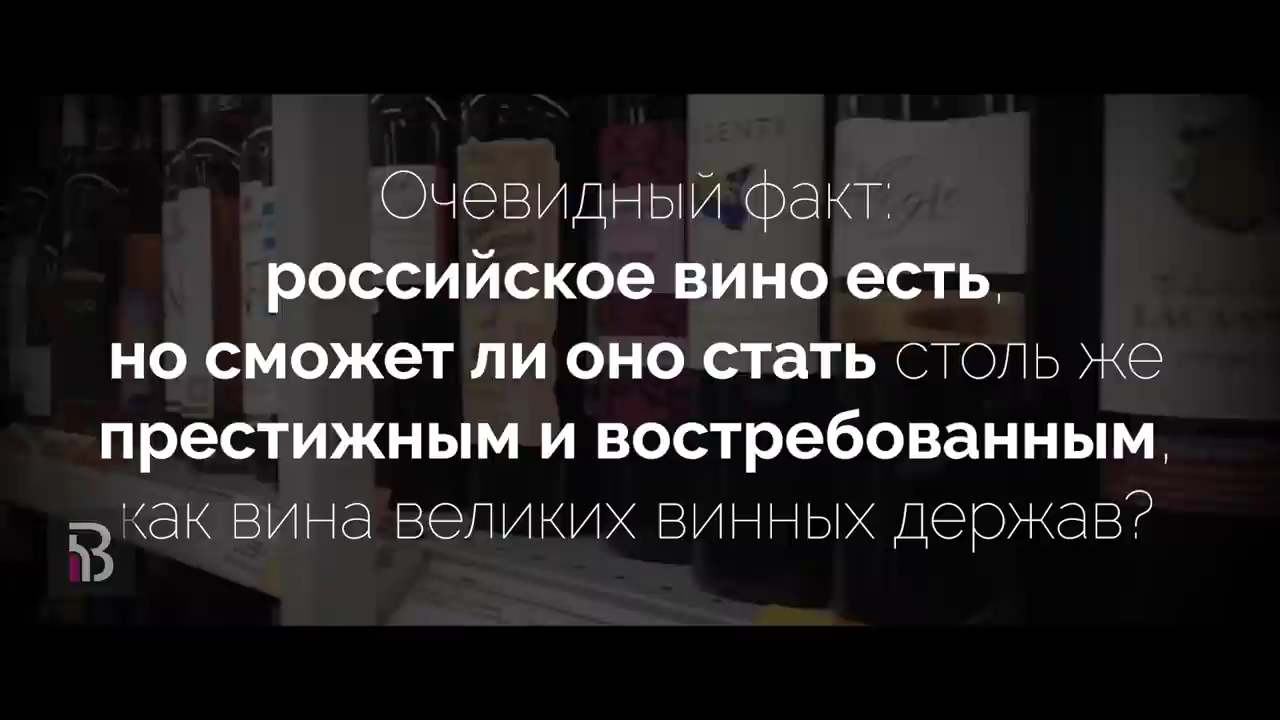 Очевидный факт:
российское вино есть,
но сможет ли оно стать столь же
престижным и востребованным,
как вина великих винных держав?